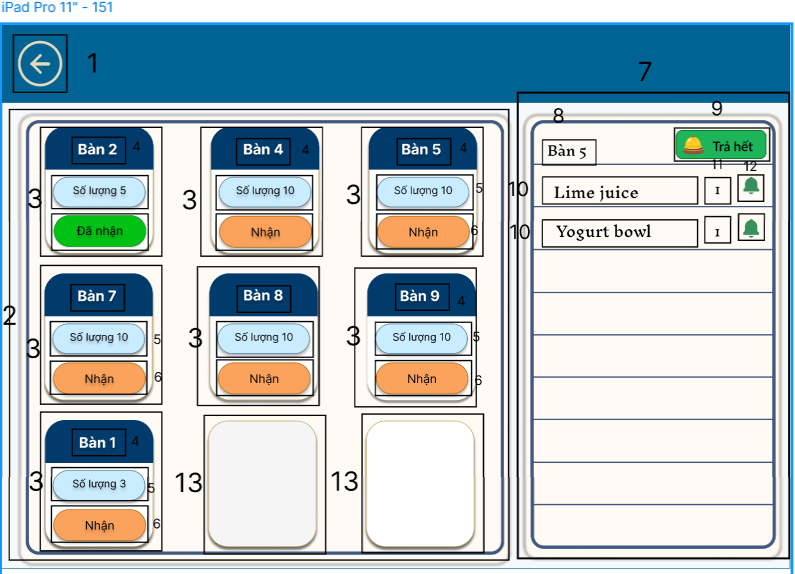 iPad Pro 11" - 151
1
7
2
3
Bàn 2
4
Số lượng 5
Đã nhận
3
Bàn 4
4
Số lượng 10
Nhận
3
Bàn 5
4
Số lượng 10
5
Nhận
6
3
Bàn 7
Số lượng 10
5
Nhận
6
3
Bàn 8
Số lượng 10
Nhận
3
Bàn 9
4
Số lượng 10
5
Nhận
6
3
Bàn 1
4
Số lượng 3
5
Nhận
6
13
13
8
9
Bàn 5
Trả hết
11
12
10
Lime juice
1
10
Yogurt bowl
1